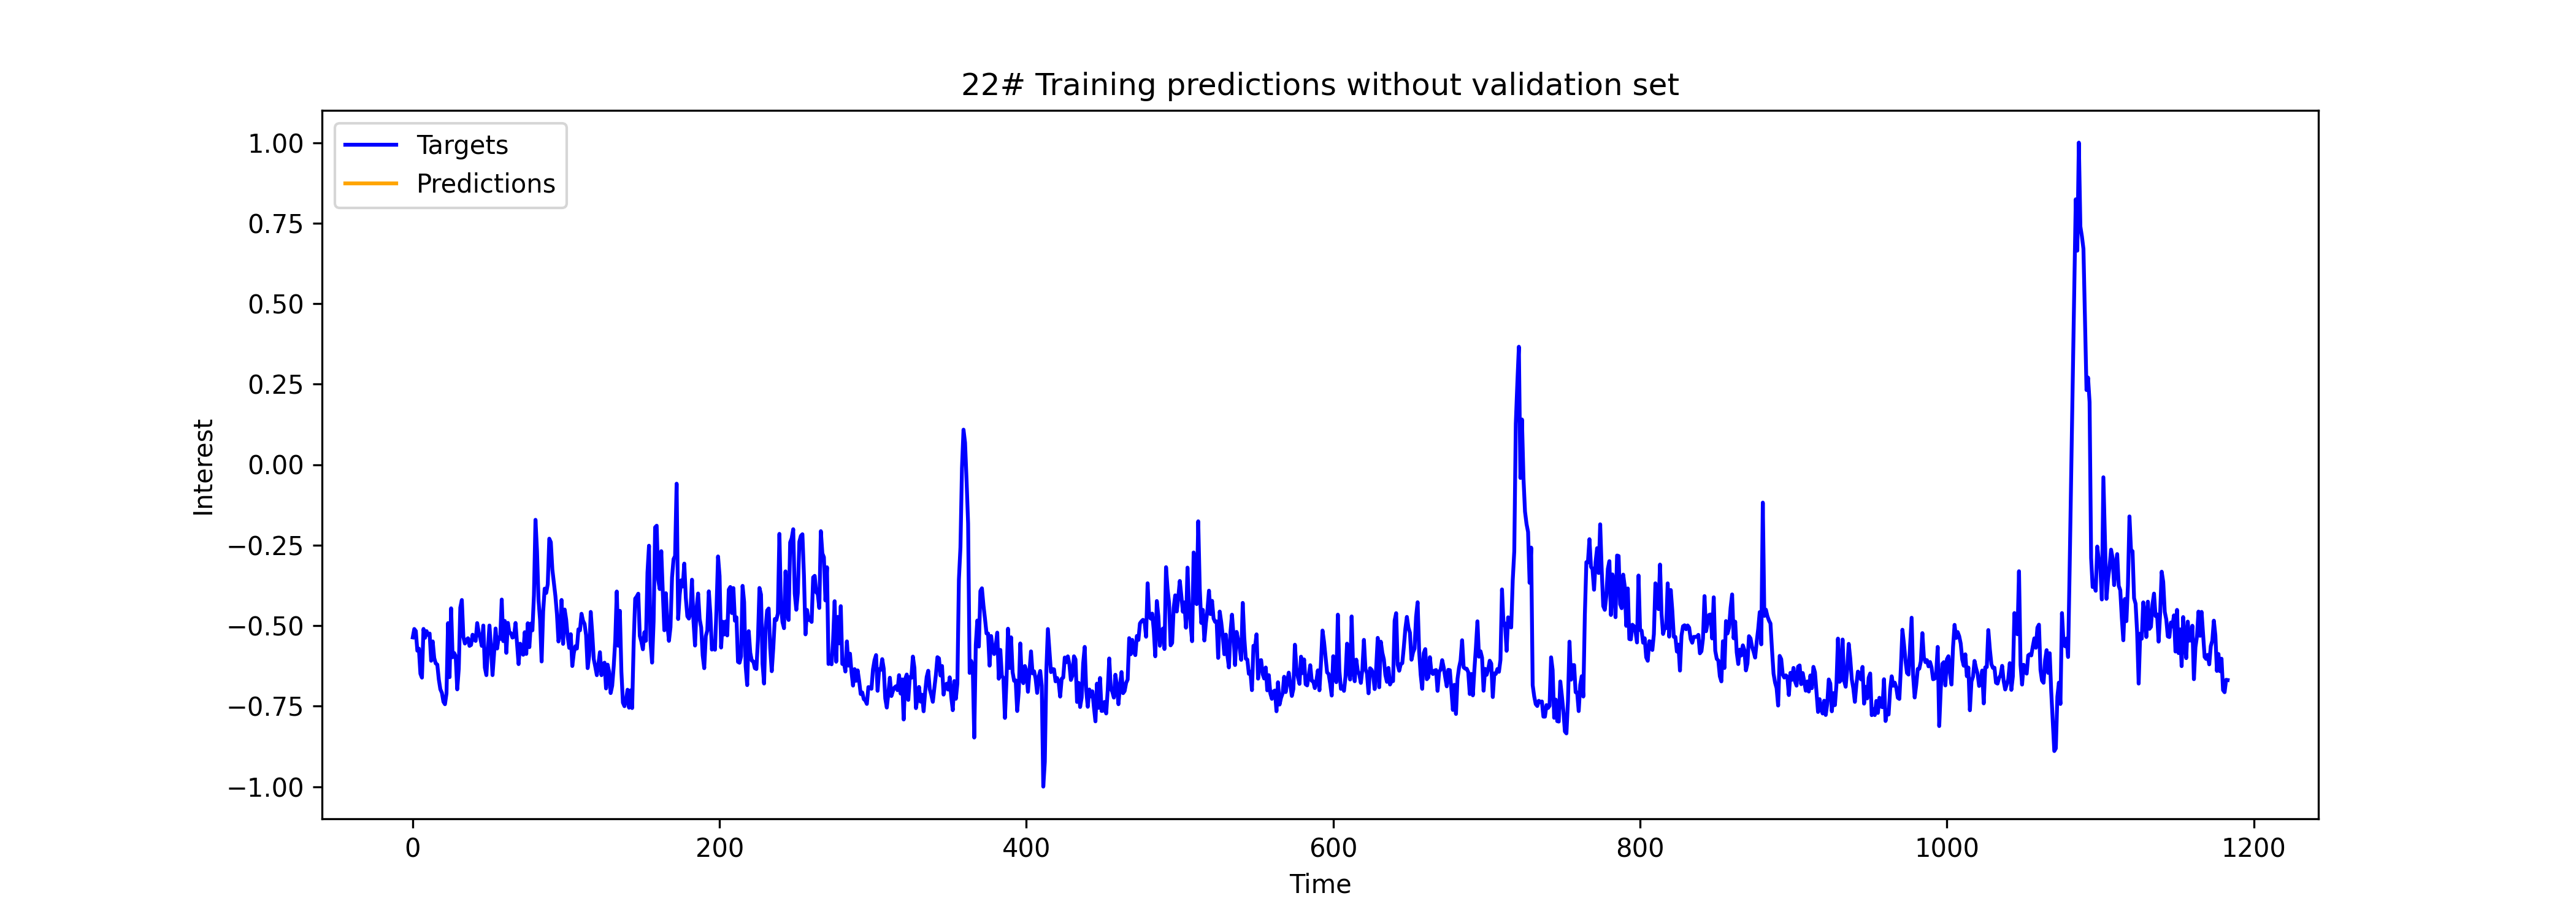 22# Training predictions without validation set
Targets
Predictions
1.00
0.75
0.50
0.25
0.00
−0.25
−0.50
−0.75
−1.00
Interest
0 200 400 600 800 1000 1200
Time